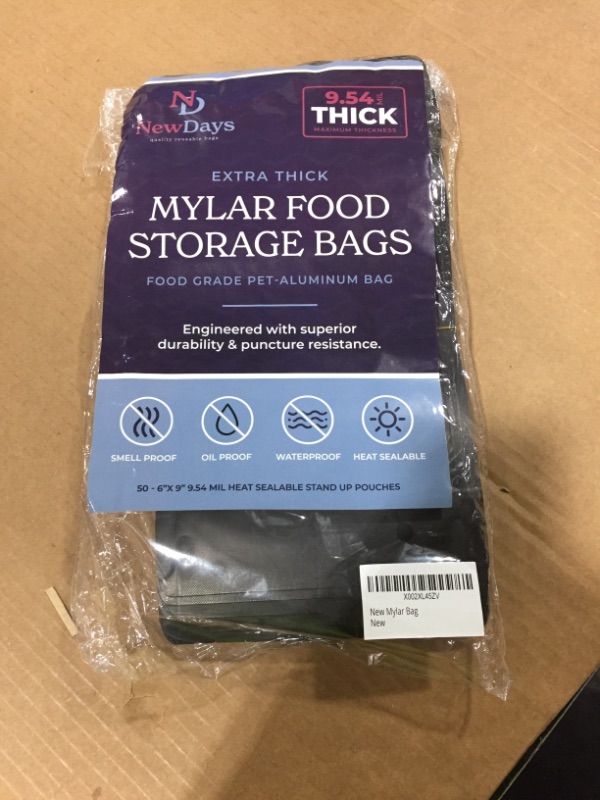 ND
NewDays
quality reusable bags
9.54 MIL
THICK
MAXIMUM THICKNESS
EXTRA THICK
MYLAR FOOD
STORAGE BAGS
FOOD GRADE PET-ALUMINUM BAG
Engineered with superior
durability & puncture resistance.
SMELL PROOF OIL PROOF WATERPROOF HEAT SEALABLE
50 - 6"X 9" 9.54 MIL HEAT SEALABLE STAND UP POUCHES
X002XL45ZV
New Mylar Bag
New